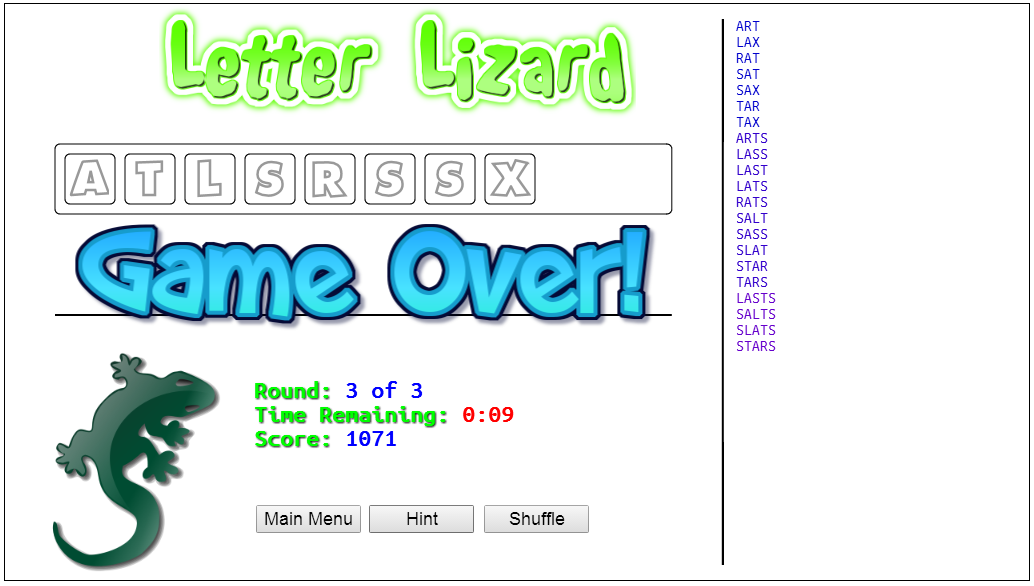 Letter Lizard
A T L S R S S X
Game Over!
Round: 3 of 3
Time Remaining: 0:09
Score: 1071
Main Menu Hint Shuffle
ART
LAX
RAT
SAT
SAX
TAR
TAX
ARTS
LASS
LAST
LATS
RATS
SALT
SASS
SLAT
STAR
TARS
LASTS
SALTS
SLATS
STARS